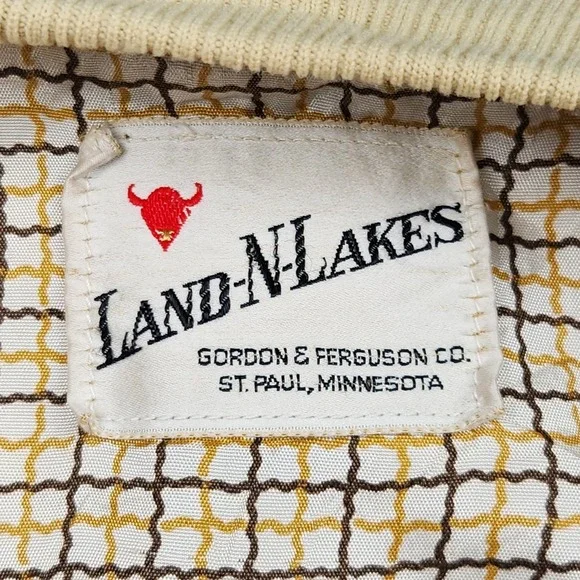 LAND-N-LAKES
GORDON & FERGUSON CO.
ST. PAUL, MINNESOTA